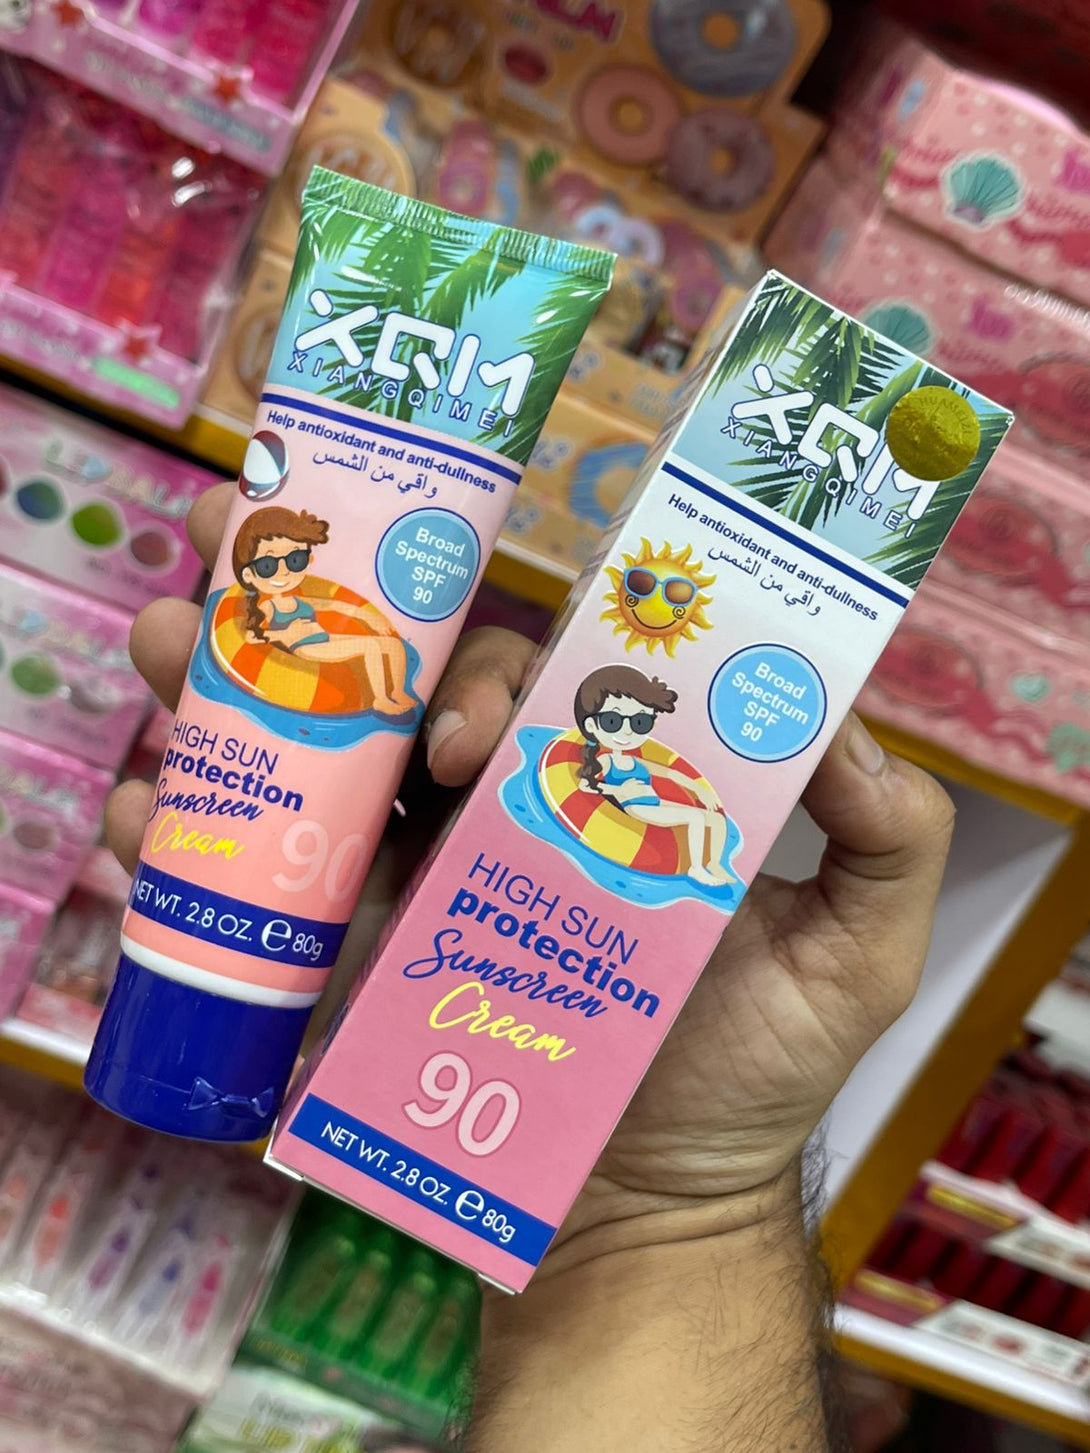 XQM
XIANGQIMEI
Help antioxidant and anti-dullness
واقي من الشمس
Broad
Spectrum
SPF
90
HIGH SUN
protection
Sunscreen
Cream
90
NET WT. 2.8 OZ. e 80g
XQM
XIANGQIMEI
Help antioxidant and anti-dullness
واقي من الشمس
Broad
Spectrum
SPF
90
HIGH SUN
protection
Sunscreen
Cream
90
NET WT. 2.8 OZ. e 80g